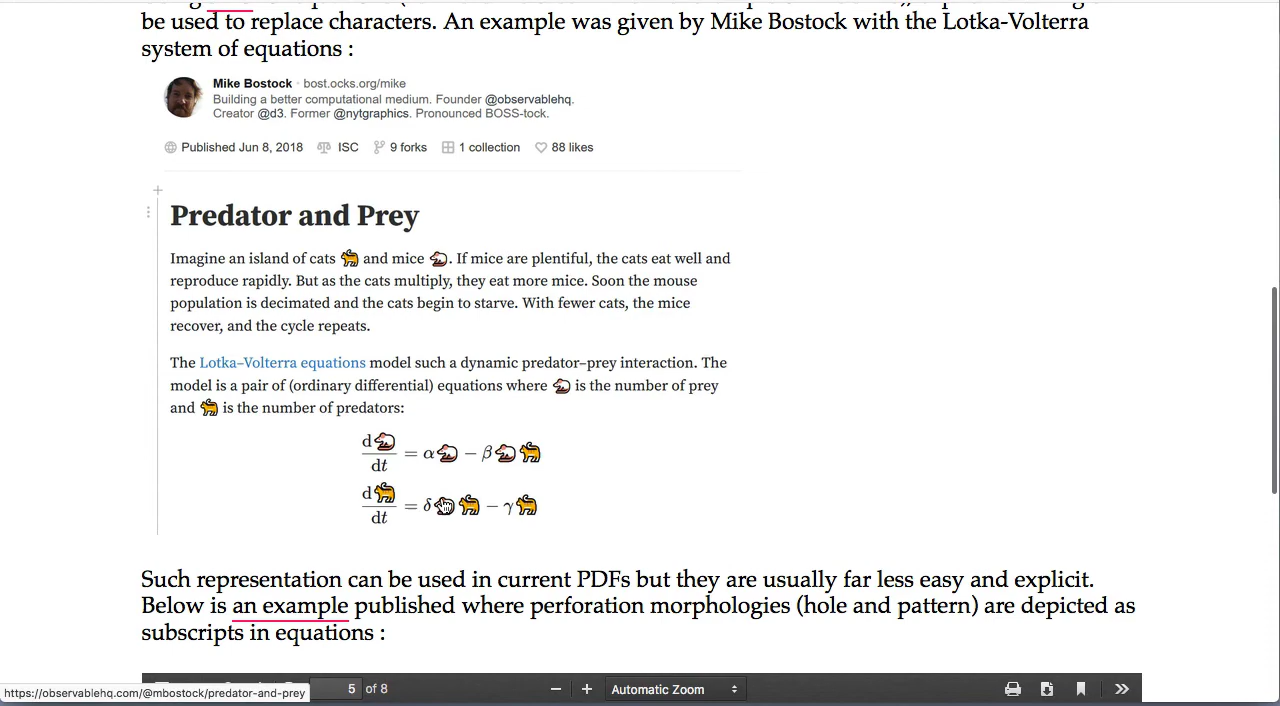 be used to replace characters. An example was given by Mike Bostock with the Lotka-Volterra
system of equations :
Mike Bostock · bost.ocks.org/mike
Building a better computational medium. Founder @observablehq.
Creator @d3. Former @nytgraphics. Pronounced BOSS-tock.
Published Jun 8, 2018 ISC 9 forks 1 collection 88 likes
Predator and Prey
Imagine an island of cats 🐈 and mice 🐁. If mice are plentiful, the cats eat well and
reproduce rapidly. But as the cats multiply, they eat more mice. Soon the mouse
population is decimated and the cats begin to starve. With fewer cats, the mice
recover, and the cycle repeats.
The Lotka–Volterra equations model such a dynamic predator–prey interaction. The
model is a pair of (ordinary differential) equations where 🐁 is the number of prey
and 🐈 is the number of predators:
d🐁/dt = α🐁 − β🐁🐈
d🐈/dt = δ🐁🐈 − γ🐈
Such representation can be used in current PDFs but they are usually far less easy and explicit.
Below is an example published where perforation morphologies (hole and pattern) are depicted as
subscripts in equations :
5 of 8 − + Automatic Zoom
https://observablehq.com/@mbostock/predator-and-prey